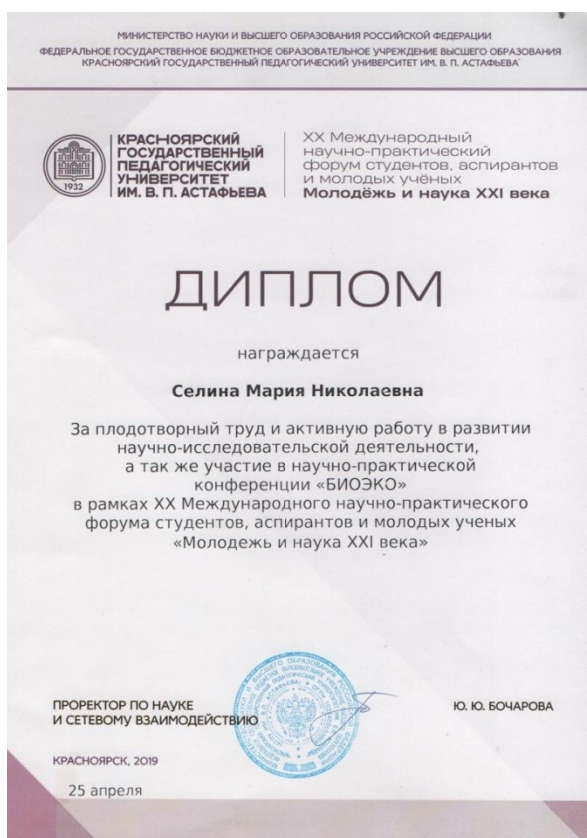 МИНИСТЕРСТВО НАУКИ И ВЫСШЕГО ОБРАЗОВАНИЯ РОССИЙСКОЙ ФЕДЕРАЦИИ
ФЕДЕРАЛЬНОЕ ГОСУДАРСТВЕННОЕ БЮДЖЕТНОЕ ОБРАЗОВАТЕЛЬНОЕ УЧРЕЖДЕНИЕ ВЫСШЕГО ОБРАЗОВАНИЯ
КРАСНОЯРСКИЙ ГОСУДАРСТВЕННЫЙ ПЕДАГОГИЧЕСКИЙ УНИВЕРСИТЕТ ИМ. В. П. АСТАФЬЕВА
1932
КРАСНОЯРСКИЙ
ГОСУДАРСТВЕННЫЙ
ПЕДАГОГИЧЕСКИЙ
УНИВЕРСИТЕТ
ИМ. В. П. АСТАФЬЕВА
XX Международный
научно-практический
форум студентов, аспирантов
и молодых учёных
Молодёжь и наука XXI века
ДИПЛОМ
награждается
Селина Мария Николаевна
За плодотворный труд и активную работу в развитии
научно-исследовательской деятельности,
а так же участие в научно-практической
конференции «БИОЭКО»
в рамках XX Международного научно-практического
форума студентов, аспирантов и молодых ученых
«Молодежь и наука XXI века»
ПРОРЕКТОР ПО НАУКЕ
И СЕТЕВОМУ ВЗАИМОДЕЙСТВИЮ
Ю. Ю. БОЧАРОВА
КРАСНОЯРСК, 2019
25 апреля